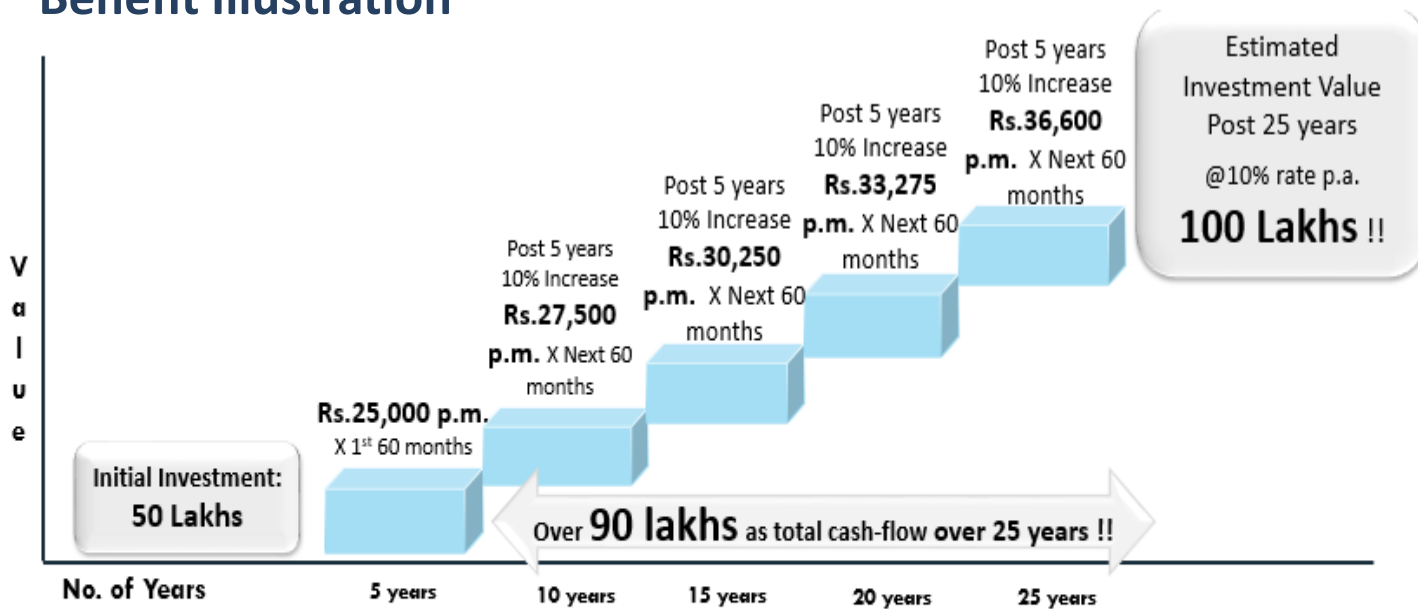 Benefit Illustration
Post 5 years
10% Increase
Rs.36,600
p.m. X Next 60
months
Estimated
Investment Value
Post 25 years
@10% rate p.a.
100 Lakhs !!
Post 5 years
10% Increase
Rs.33,275
p.m. X Next 60
months
Post 5 years
10% Increase
Rs.30,250
p.m. X Next 60
months
Post 5 years
10% Increase
Rs.27,500
p.m. X Next 60
months
Rs.25,000 p.m.
X 1st 60 months
Value
Initial Investment:
50 Lakhs
Over 90 lakhs as total cash-flow over 25 years !!
No. of Years
5 years
10 years
15 years
20 years
25 years